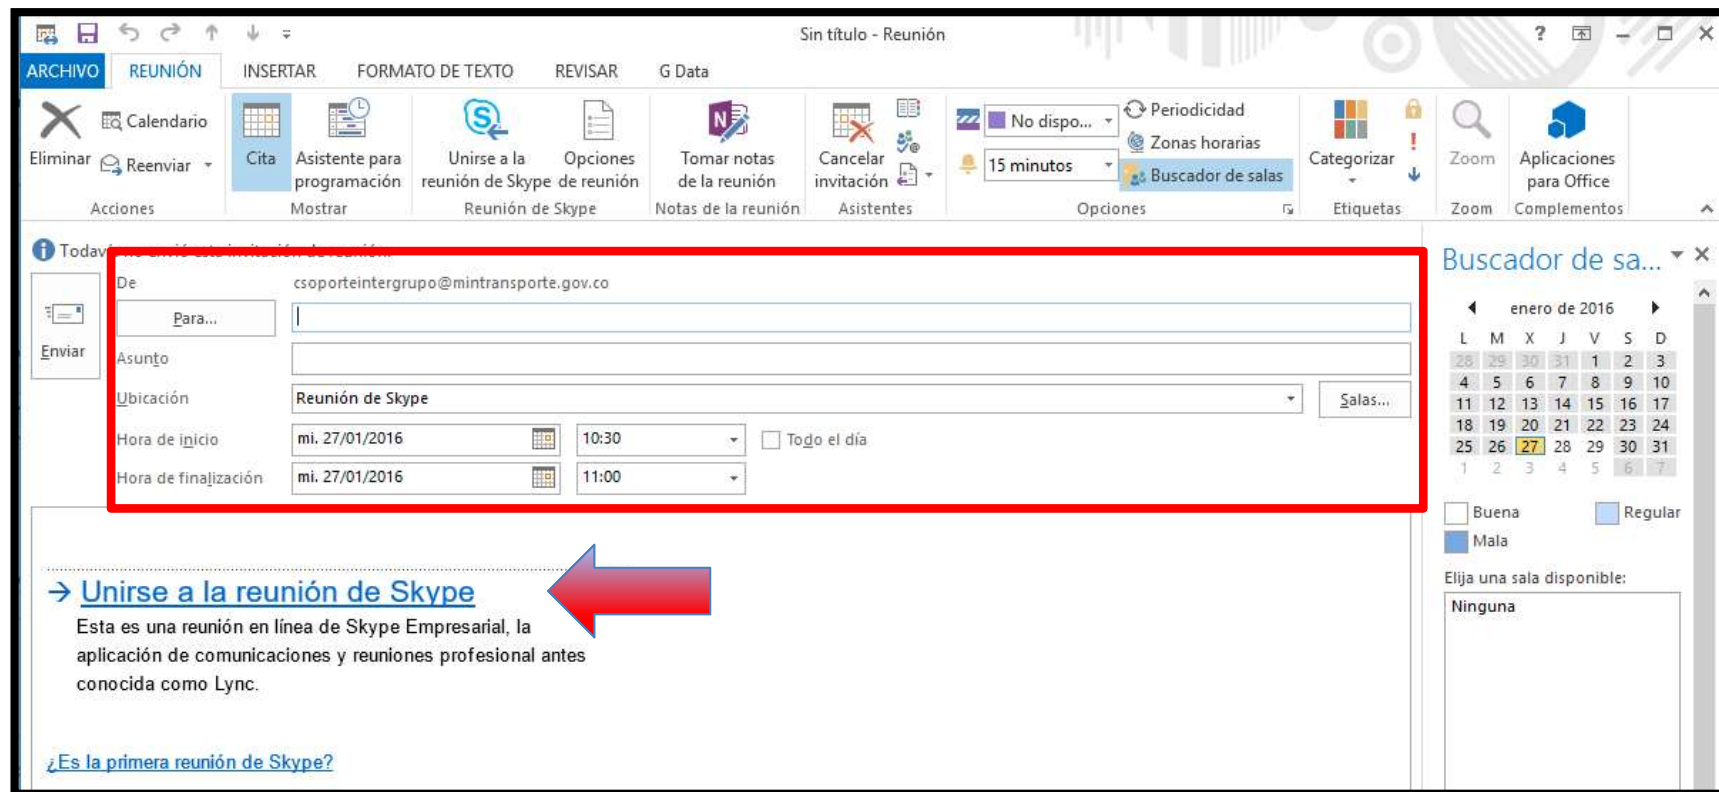 Sin título - Reunión
?
ARCHIVO REUNIÓN INSERTAR FORMATO DE TEXTO REVISAR G Data
Eliminar
Calendario
Reenviar
Acciones
Cita
Asistente para
programación
Mostrar
Unirse a la
reunión de Skype
Opciones
de reunión
Reunión de Skype
Tomar notas
de la reunión
Notas de la reunión
Cancelar
invitación
Asistentes
No dispo...
15 minutos
Periodicidad
Zonas horarias
Buscador de salas
Opciones
Categorizar
Etiquetas
Zoom
Zoom
Aplicaciones
para Office
Complementos
Todaví no envió esta invitación de reunión.
Enviar
De csoporteintergrupo@mintransporte.gov.co
Para...
Asunto
Ubicación Reunión de Skype Salas...
Hora de inicio mi. 27/01/2016 10:30 Todo el día
Hora de finalización mi. 27/01/2016 11:00
→ Unirse a la reunión de Skype
Esta es una reunión en línea de Skype Empresarial, la
aplicación de comunicaciones y reuniones profesional antes
conocida como Lync.
¿Es la primera reunión de Skype?
Buscador de sa...
enero de 2016
L M X J V S D
28 29 30 31 1 2 3
4 5 6 7 8 9 10
11 12 13 14 15 16 17
18 19 20 21 22 23 24
25 26 27 28 29 30 31
1 2 3 4 5 6 7
Buena Regular
Mala
Elija una sala disponible:
Ninguna